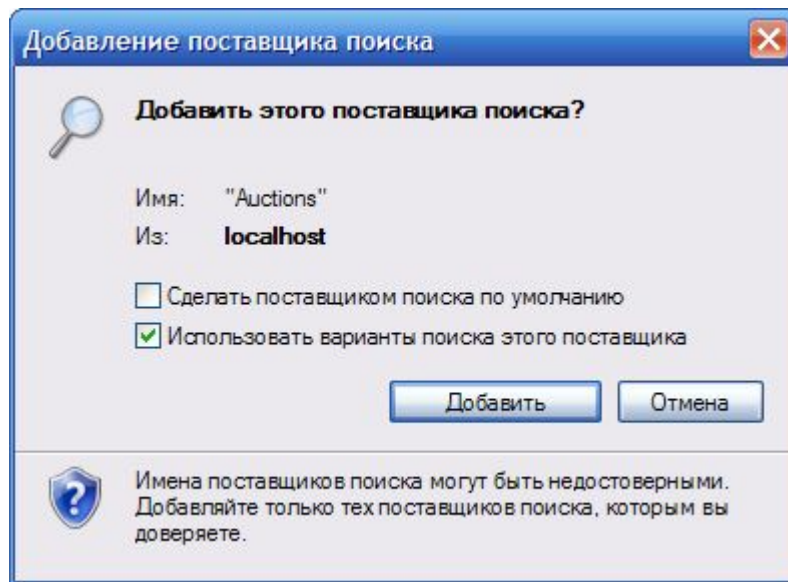 Добавление поставщика поиска
Добавить этого поставщика поиска?
Имя: "Auctions"
Из: localhost
Сделать поставщиком поиска по умолчанию
Использовать варианты поиска этого поставщика
Добавить Отмена
Имена поставщиков поиска могут быть недостоверными.
Добавляйте только тех поставщиков поиска, которым вы
доверяете.